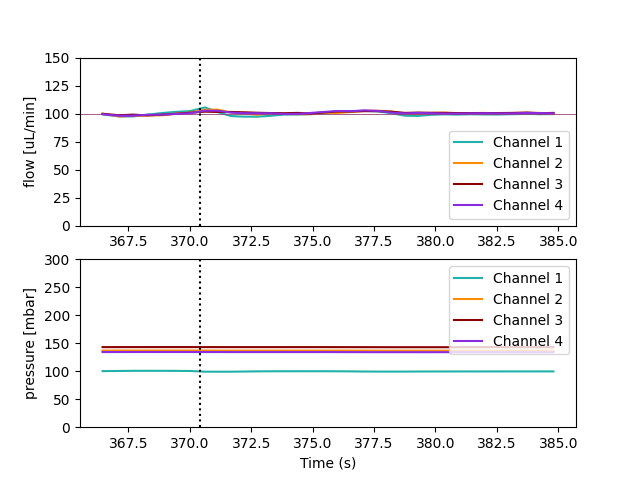 150
125
100
75
50
25
0
flow [uL/min]
Channel 1
Channel 2
Channel 3
Channel 4
367.5 370.0 372.5 375.0 377.5 380.0 382.5 385.0
300
250
200
150
100
50
0
pressure [mbar]
Channel 1
Channel 2
Channel 3
Channel 4
367.5 370.0 372.5 375.0 377.5 380.0 382.5 385.0
Time (s)